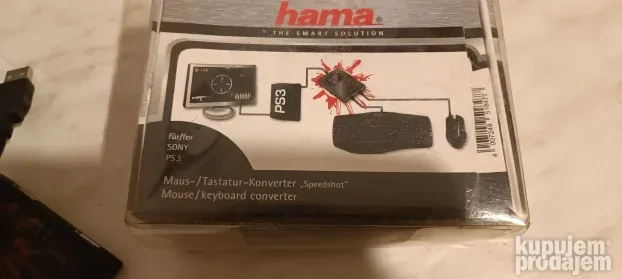 hama®
THE SMART SOLUTION
PS3
für/for
SONY
PS3
Maus-/Tastatur-Konverter „Speedshot"
Mouse/keyboard converter
kupujem
prodajem